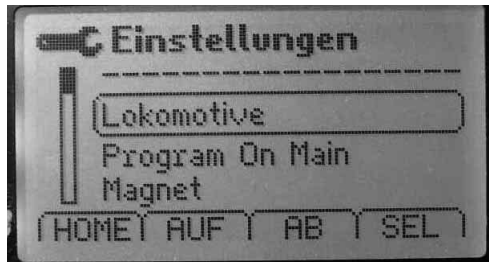 Einstellungen
Lokomotive
Program On Main
Magnet
HOME AUF AB SEL